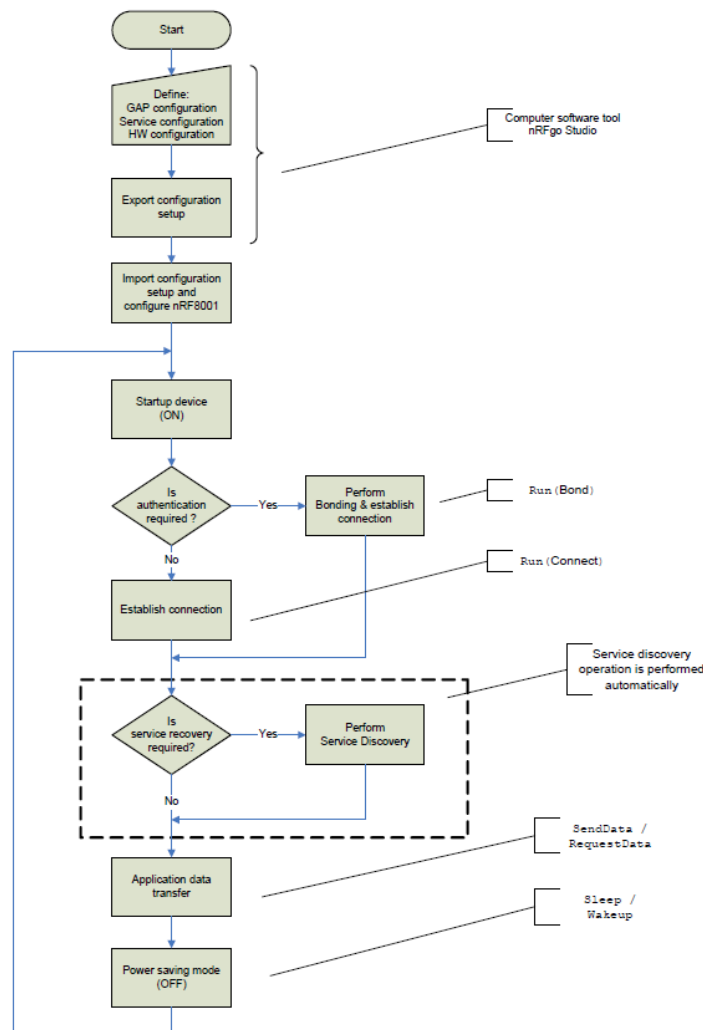 Start
Define:
GAP configuration
Service configuration
HW configuration
Computer software tool
nRFgo Studio
Export configuration
setup
Import configuration
setup and
configure nRF8001
Startup device
(ON)
Is
authentication
required ?
Yes
Perform
Bonding & establish
connection
Run (Bond)
No
Run (Connect)
Establish connection
Service discovery
operation is performed
automatically
Is
service recovery
required?
Yes
Perform
Service Discovery
No
SendData /
RequestData
Application data
transfer
Sleep /
Wakeup
Power saving mode
(OFF)